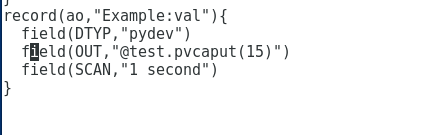 }
record(ao,"Example:val"){
  field(DTYP,"pydev")
  field(OUT,"@test.pvcaput(15)")
  field(SCAN,"1 second")
}